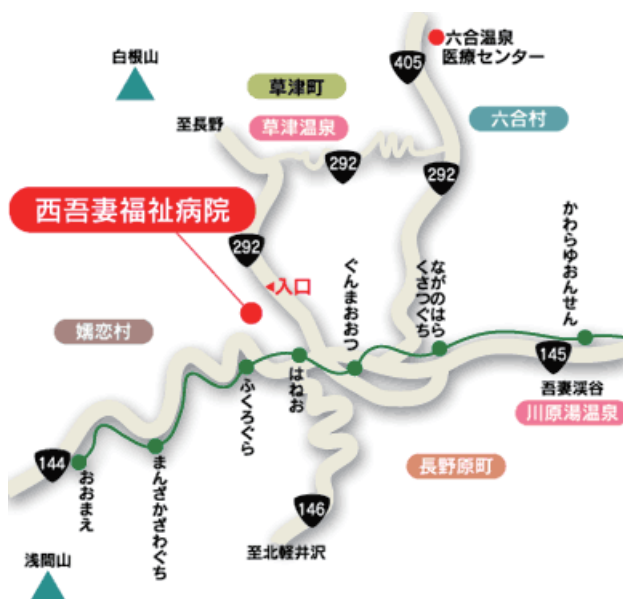 六合温泉
医療センター
白根山
405
草津町
至長野
草津温泉
六合村
292
292
西吾妻福祉病院
292
入口
かわらゆおんせん
ながのはら
くさつぐち
ぐんまおおつ
嬬恋村
はねお
ふくろぐら
145
吾妻渓谷
川原湯温泉
144
おおまえ
まんざかざわぐち
長野原町
146
至北軽井沢
浅間山